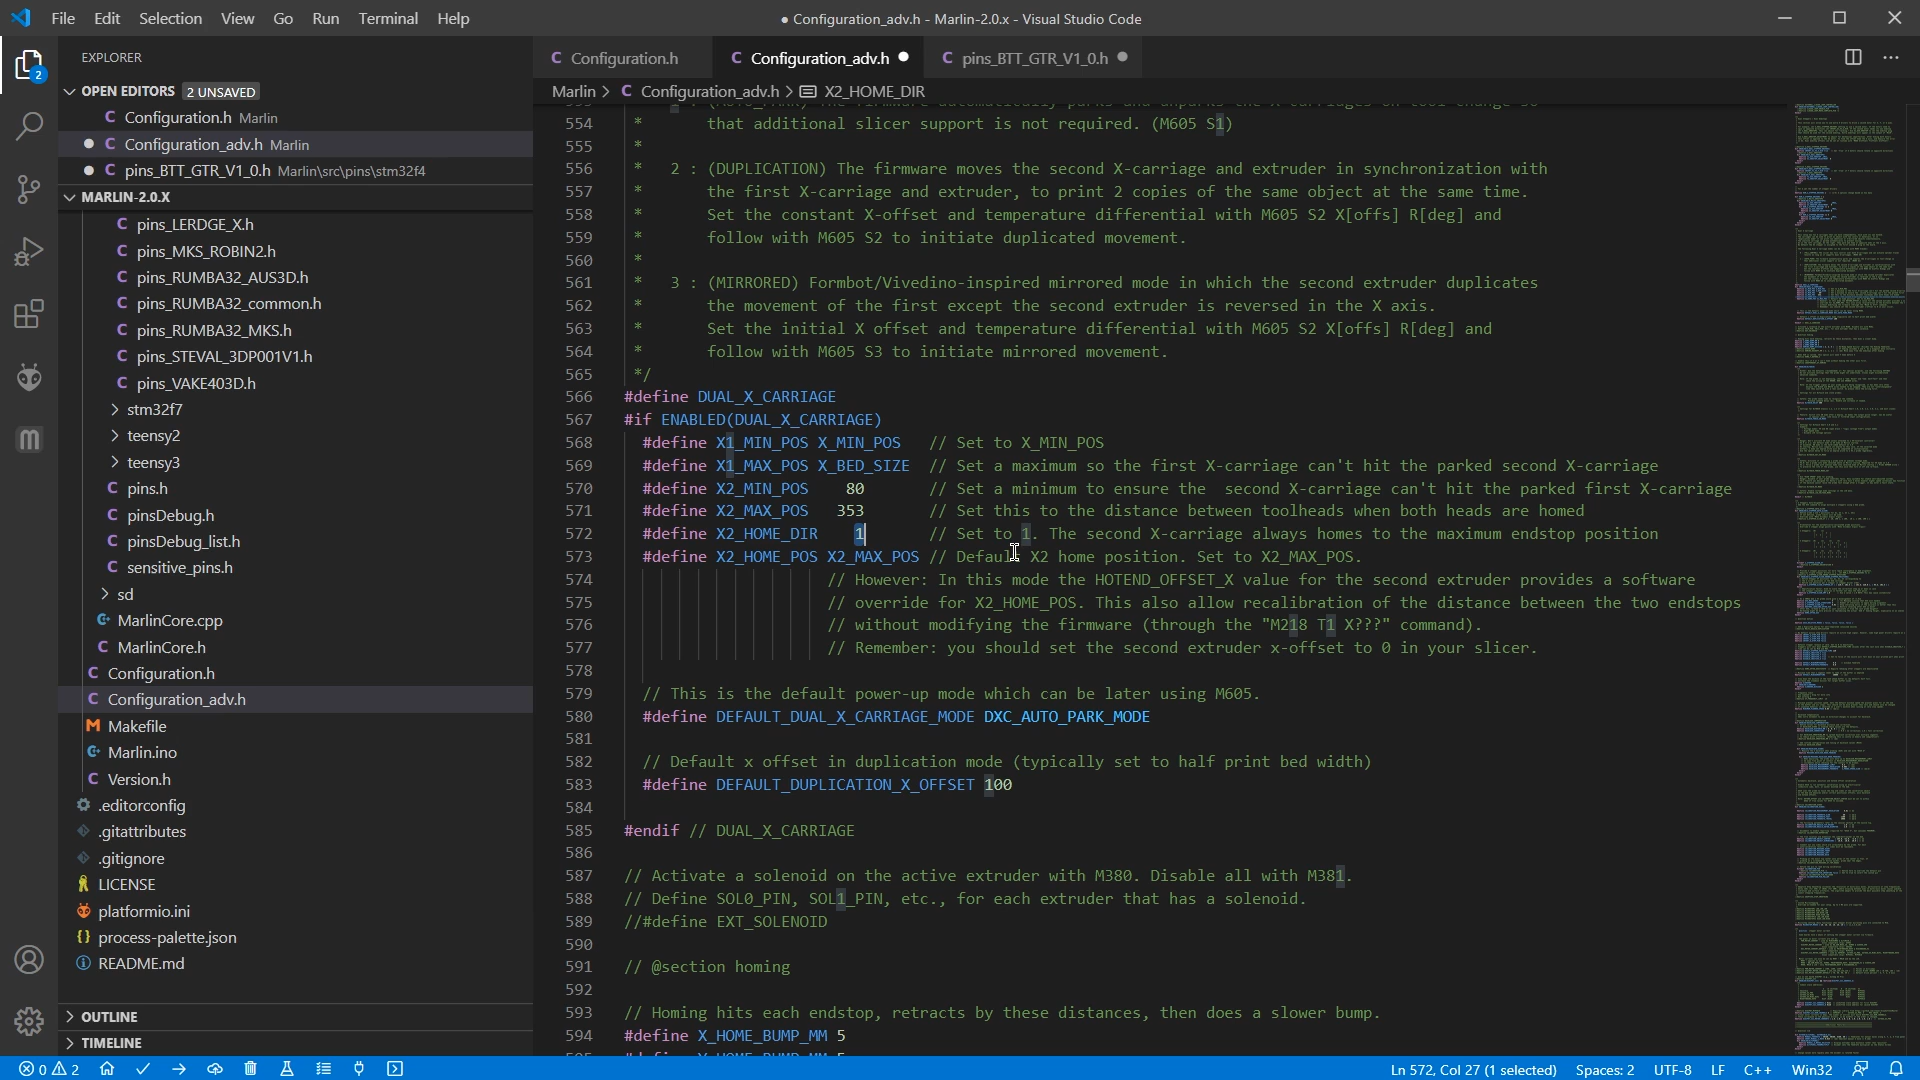 File Edit Selection View Go Run Terminal Help
● Configuration_adv.h - Marlin-2.0.x - Visual Studio Code
EXPLORER
OPEN EDITORS 2 UNSAVED
C Configuration.h Marlin
● C Configuration_adv.h Marlin
● C pins_BTT_GTR_V1_0.h Marlin\src\pins\stm32f4
MARLIN-2.0.X
C pins_LERDGE_X.h
C pins_MKS_ROBIN2.h
C pins_RUMBA32_AUS3D.h
C pins_RUMBA32_common.h
C pins_RUMBA32_MKS.h
C pins_STEVAL_3DP001V1.h
C pins_VAKE403D.h
> stm32f7
> teensy2
> teensy3
C pins.h
C pinsDebug.h
C pinsDebug_list.h
C sensitive_pins.h
> sd
MarlinCore.cpp
C MarlinCore.h
C Configuration.h
C Configuration_adv.h
M Makefile
Marlin.ino
C Version.h
.editorconfig
.gitattributes
.gitignore
LICENSE
platformio.ini
{} process-palette.json
README.md
> OUTLINE
> TIMELINE
C Configuration.h
C Configuration_adv.h ●
C pins_BTT_GTR_V1_0.h ●
Marlin > C Configuration_adv.h > X2_HOME_DIR
554 * that additional slicer support is not required. (M605 S1)
555 *
556 * 2 : (DUPLICATION) The firmware moves the second X-carriage and extruder in synchronization with
557 * the first X-carriage and extruder, to print 2 copies of the same object at the same time.
558 * Set the constant X-offset and temperature differential with M605 S2 X[offs] R[deg] and
559 * follow with M605 S2 to initiate duplicated movement.
560 *
561 * 3 : (MIRRORED) Formbot/Vivedino-inspired mirrored mode in which the second extruder duplicates
562 * the movement of the first except the second extruder is reversed in the X axis.
563 * Set the initial X offset and temperature differential with M605 S2 X[offs] R[deg] and
564 * follow with M605 S3 to initiate mirrored movement.
565 */
566 #define DUAL_X_CARRIAGE
567 #if ENABLED(DUAL_X_CARRIAGE)
568 #define X1_MIN_POS X_MIN_POS // Set to X_MIN_POS
569 #define X1_MAX_POS X_BED_SIZE // Set a maximum so the first X-carriage can't hit the parked second X-carriage
570 #define X2_MIN_POS 80 // Set a minimum to ensure the second X-carriage can't hit the parked first X-carriage
571 #define X2_MAX_POS 353 // Set this to the distance between toolheads when both heads are homed
572 #define X2_HOME_DIR 1 // Set to 1. The second X-carriage always homes to the maximum endstop position
573 #define X2_HOME_POS X2_MAX_POS // Default X2 home position. Set to X2_MAX_POS.
574 // However: In this mode the HOTEND_OFFSET_X value for the second extruder provides a software
575 // override for X2_HOME_POS. This also allow recalibration of the distance between the two endstops
576 // without modifying the firmware (through the "M218 T1 X???" command).
577 // Remember: you should set the second extruder x-offset to 0 in your slicer.
578
579 // This is the default power-up mode which can be later using M605.
580 #define DEFAULT_DUAL_X_CARRIAGE_MODE DXC_AUTO_PARK_MODE
581
582 // Default x offset in duplication mode (typically set to half print bed width)
583 #define DEFAULT_DUPLICATION_X_OFFSET 100
584
585 #endif // DUAL_X_CARRIAGE
586
587 // Activate a solenoid on the active extruder with M380. Disable all with M381.
588 // Define SOL0_PIN, SOL1_PIN, etc., for each extruder that has a solenoid.
589 //#define EXT_SOLENOID
590
591 // @section homing
592
593 // Homing hits each endstop, retracts by these distances, then does a slower bump.
594 #define X_HOME_BUMP_MM 5
0 2
Ln 572, Col 27 (1 selected) Spaces: 2 UTF-8 LF C++ Win32